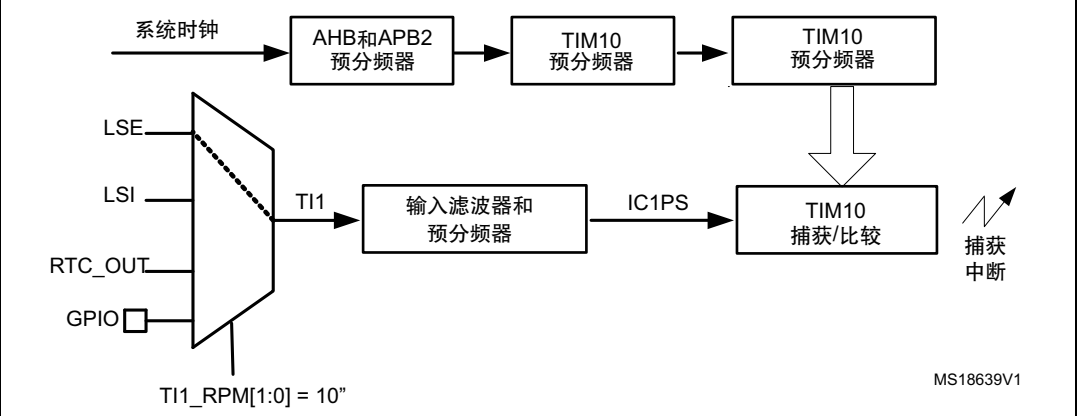 系统时钟
AHB和APB2
预分频器
TIM10
预分频器
TIM10
预分频器
LSE
LSI
RTC_OUT
GPIO
TI1
输入滤波器和
预分频器
IC1PS
TIM10
捕获/比较
捕获
中断
TI1_RPM[1:0] = 10”
MS18639V1